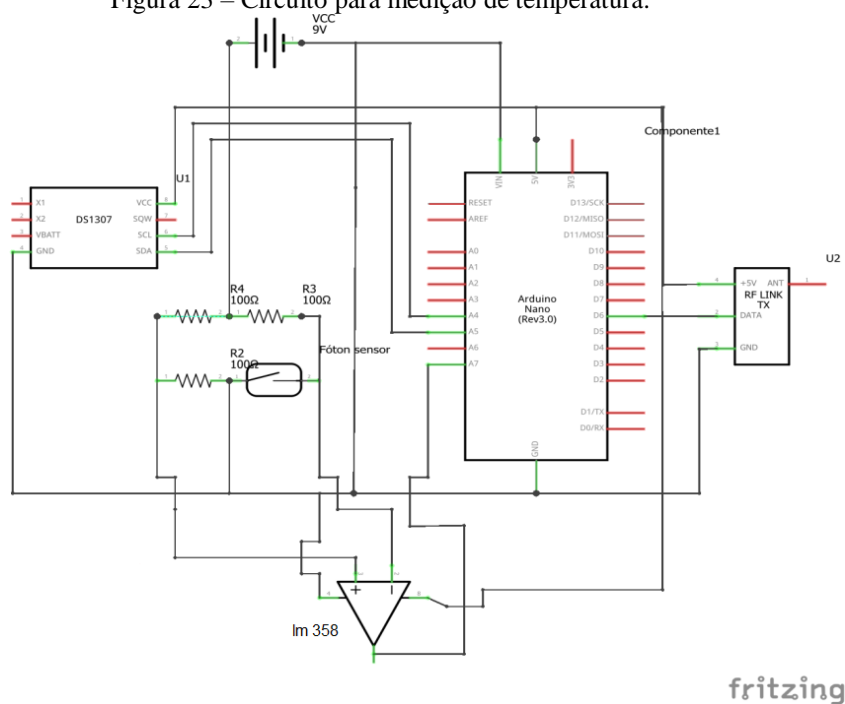 Figura 23 – Circuito para medição de temperatura.
VCC
9V
Componente1
U1
X1
X2
VBATT
GND
DS1307
VCC
SQW
SCL
SDA
VIN
5V
3V3
RESET
AREF
A0
A1
A2
A3
A4
A5
A6
A7
Arduino
Nano
(Rev3.0)
D13/SCK
D12/MISO
D11/MOSI
D10
D9
D8
D7
D6
D5
D4
D3
D2
D1/TX
D0/RX
GND
U2
+5V
ANT
RF LINK
TX
DATA
GND
R4
100Ω
R3
100Ω
R2
100Ω
Fóton sensor
+
−
lm 358
fritzing